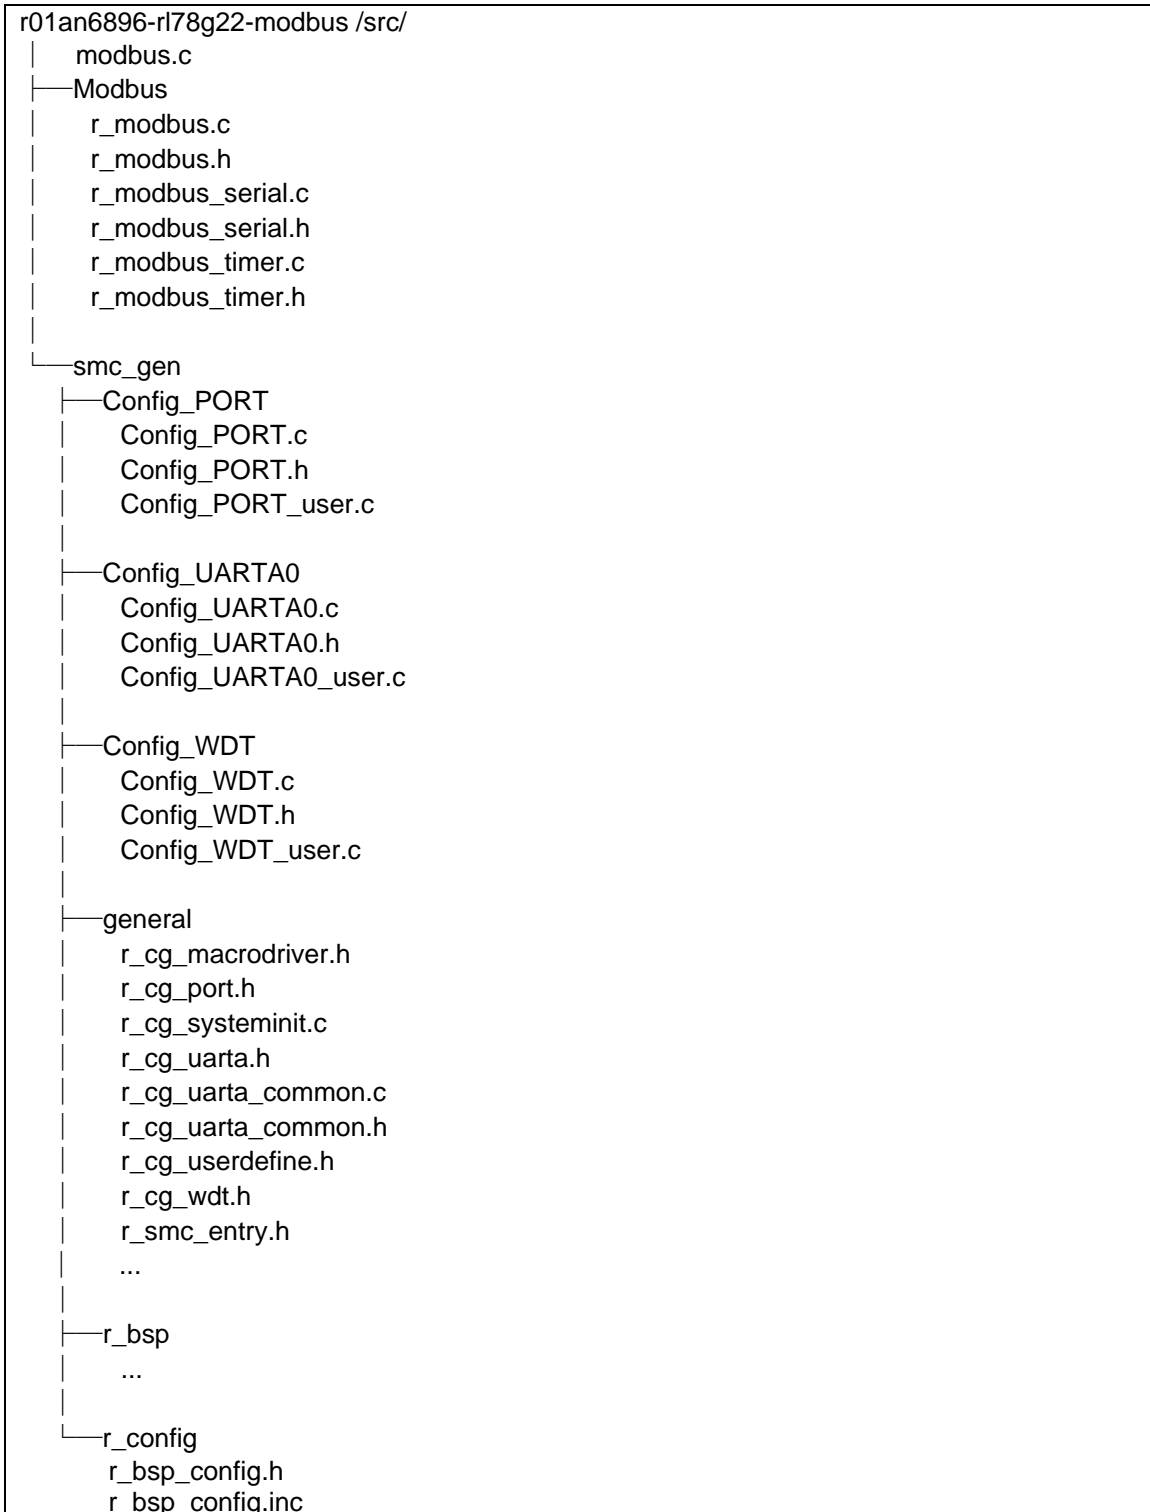 r01an6896-rl78g22-modbus /src/
modbus.c
Modbus
r_modbus.c
r_modbus.h
r_modbus_serial.c
r_modbus_serial.h
r_modbus_timer.c
r_modbus_timer.h
smc_gen
Config_PORT
Config_PORT.c
Config_PORT.h
Config_PORT_user.c
Config_UARTA0
Config_UARTA0.c
Config_UARTA0.h
Config_UARTA0_user.c
Config_WDT
Config_WDT.c
Config_WDT.h
Config_WDT_user.c
general
r_cg_macrodriver.h
r_cg_port.h
r_cg_systeminit.c
r_cg_uarta.h
r_cg_uarta_common.c
r_cg_uarta_common.h
r_cg_userdefine.h
r_cg_wdt.h
r_smc_entry.h
...
r_bsp
...
r_config
r_bsp_config.h
r_bsp_config.inc